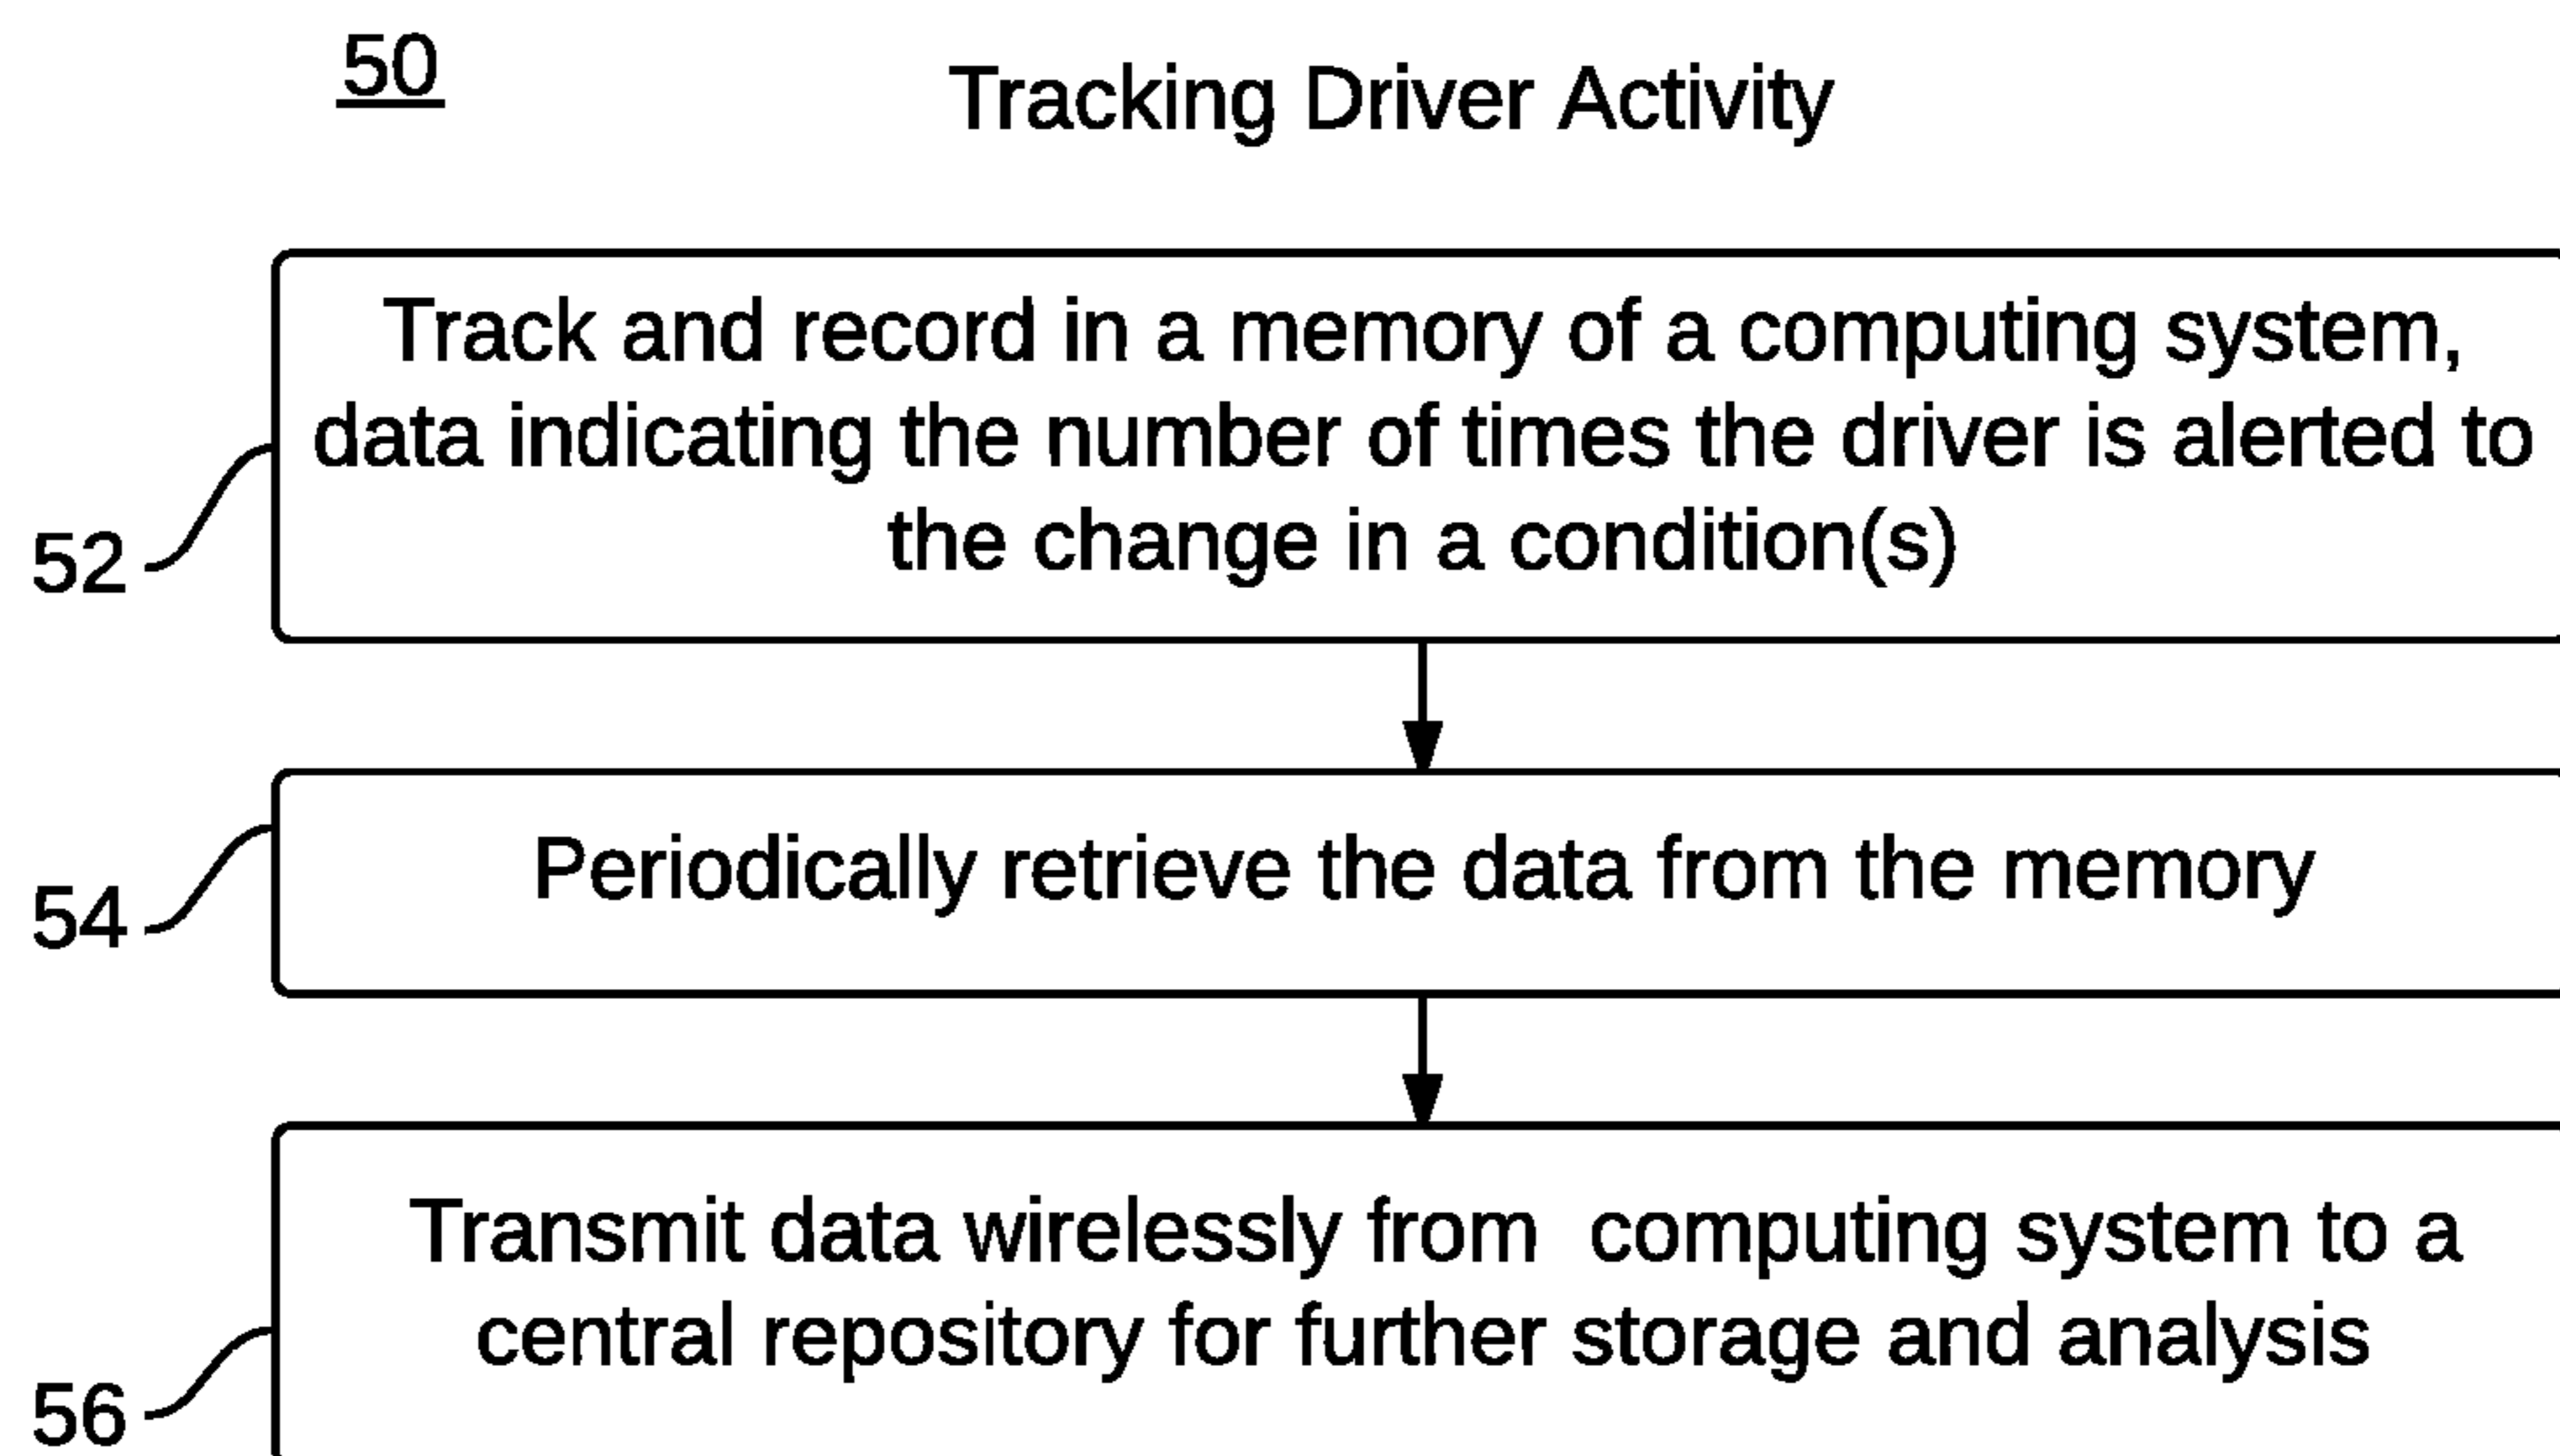 50
Tracking Driver Activity
Track and record in a memory of a computing system,
data indicating the number of times the driver is alerted to
the change in a condition(s)
52
Periodically retrieve the data from the memory
54
Transmit data wirelessly from  computing system to a
central repository for further storage and analysis
56